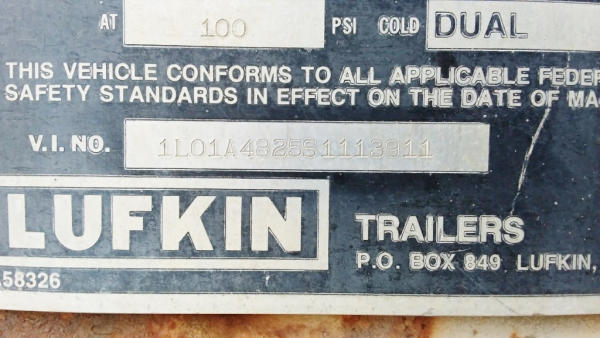 AT 100 PSI COLD DUAL
THIS VEHICLE CONFORMS TO ALL APPLICABLE FEDER
SAFETY STANDARDS IN EFFECT ON THE DATE OF MA
V.I. NO. 1L01A4825S1113911
LUFKIN TRAILERS
P.O. BOX 849 LUFKIN,
58326